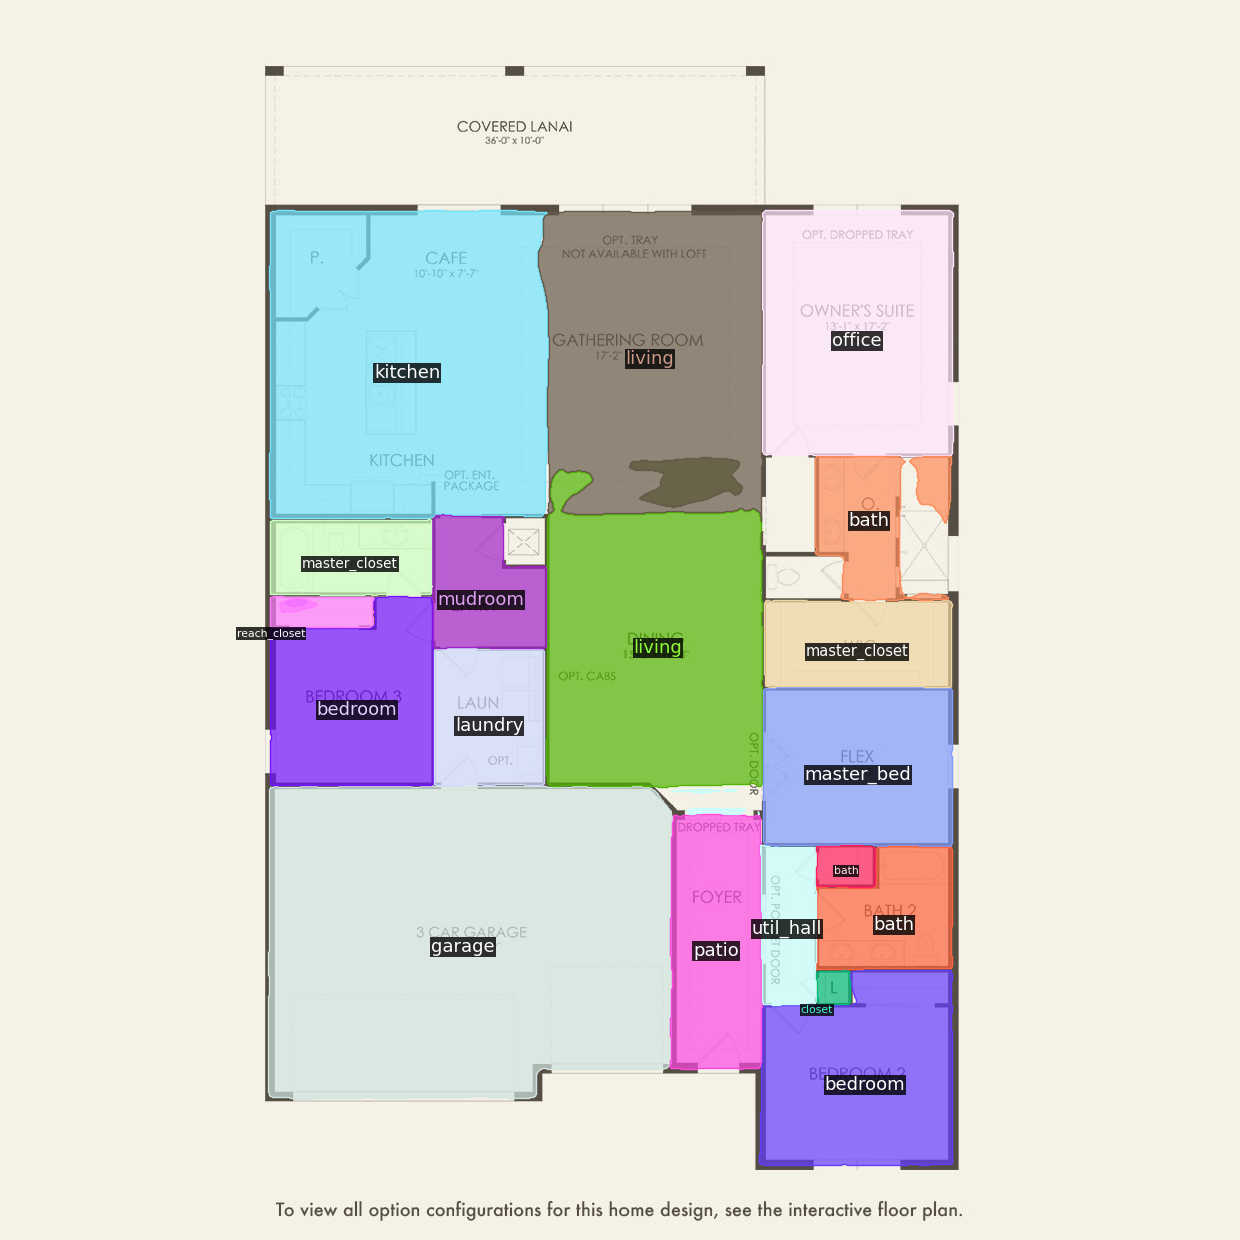 COVERED LANAI
36'-0" x 10'-0"
OPT. TRAY
NOT AVAILABLE WITH LOFT
OPT. DROPPED TRAY
P.
CAFE
10'-10" x 7'-7"
OWNER'S SUITE
13'-1" x 17'-2"
office
GATHERING ROOM
17'-2"
living
kitchen
KITCHEN
OPT. ENT.
PACKAGE
O.
bath
master_closet
mudroom
reach_closet
DINING
living
OPT. CABS
master_closet
BEDROOM 3
bedroom
LAUN
laundry
OPT.
OPT. DOOR
FLEX
master_bed
DROPPED TRAY
FOYER
patio
bath
BATH 2
bath
util_hall
3 CAR GARAGE
garage
L
closet
BEDROOM 2
bedroom
To view all option configurations for this home design, see the interactive floor plan.